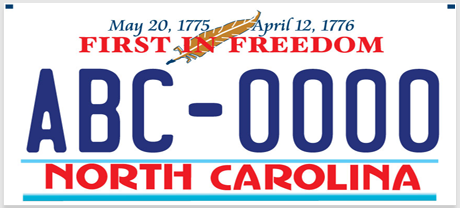 May 20, 1775 April 12, 1776
FIRST IN FREEDOM
ABC-0000
NORTH CAROLINA